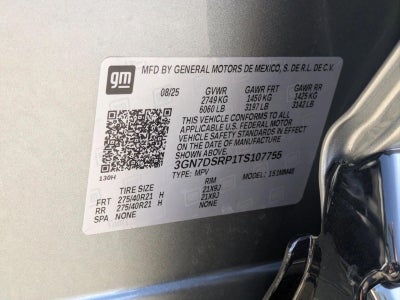 gm
MFD BY GENERAL MOTORS DE MEXICO, S. DE R.L. DE C.V.
08/25 GVWR GAWR FRT GAWR RR
2749 KG 1450 KG 1425 KG
6060 LB 3197 LB 3142 LB
THIS VEHICLE CONFORMS TO ALL
APPLICABLE U.S. FEDERAL MOTOR
VEHICLE SAFETY STANDARDS IN
EFFECT ON THE DATE OF
MANUFACTURE SHOWN ABOVE.
3GN7DSRP1TS107755
130H TYPE: MPV MODEL: 1S1MM48
TIRE SIZE RIM
FRT 275/40R21 H 21X9J
RR 275/40R21 H 21X9J
SPA NONE NONE